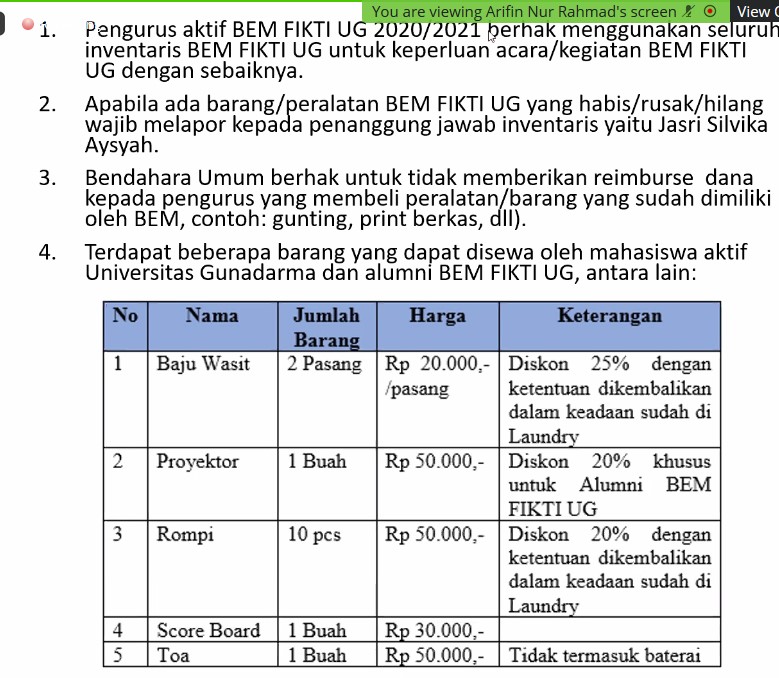 You are viewing Arifin Nur Rahmad's screen
View
1. Pengurus aktif BEM FIKTI UG 2020/2021 berhak menggunakan seluruh
inventaris BEM FIKTI UG untuk keperluan acara/kegiatan BEM FIKTI
UG dengan sebaiknya.
2. Apabila ada barang/peralatan BEM FIKTI UG yang habis/rusak/hilang
wajib melapor kepada penanggung jawab inventaris yaitu Jasri Silvika
Aysyah.
3. Bendahara Umum berhak untuk tidak memberikan reimburse dana
kepada pengurus yang membeli peralatan/barang yang sudah dimiliki
oleh BEM, contoh: gunting, print berkas, dll).
4. Terdapat beberapa barang yang dapat disewa oleh mahasiswa aktif
Universitas Gunadarma dan alumni BEM FIKTI UG, antara lain:
No Nama Jumlah Harga Keterangan
Barang
1 Baju Wasit 2 Pasang Rp 20.000,- Diskon 25% dengan
/pasang ketentuan dikembalikan
dalam keadaan sudah di
Laundry
2 Proyektor 1 Buah Rp 50.000,- Diskon 20% khusus
untuk Alumni BEM
FIKTI UG
3 Rompi 10 pcs Rp 50.000,- Diskon 20% dengan
ketentuan dikembalikan
dalam keadaan sudah di
Laundry
4 Score Board 1 Buah Rp 30.000,-
5 Toa 1 Buah Rp 50.000,- Tidak termasuk baterai